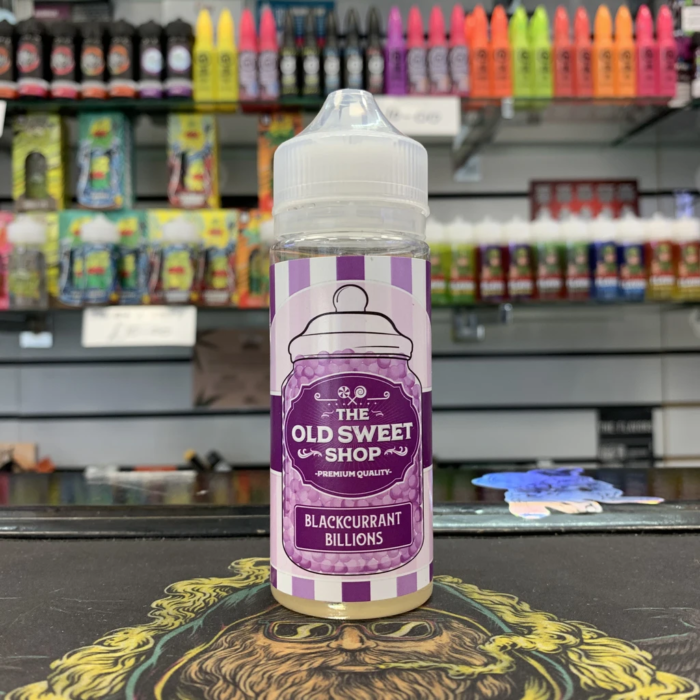 THE
OLD SWEET
SHOP
-PREMIUM QUALITY-
BLACKCURRANT
BILLIONS